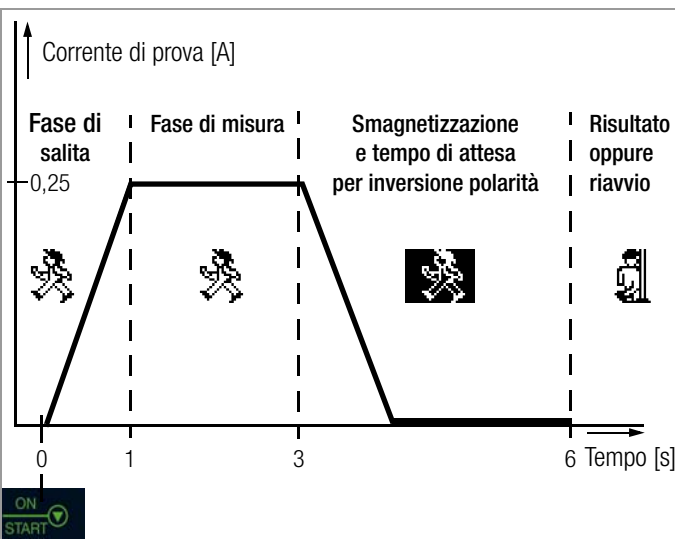 Corrente di prova [A]
Fase di
salita
Fase di misura
Smagnetizzazione
e tempo di attesa
per inversione polarità
Risultato
oppure
riavvio
0,25
0
1
3
6
Tempo [s]
ON
START